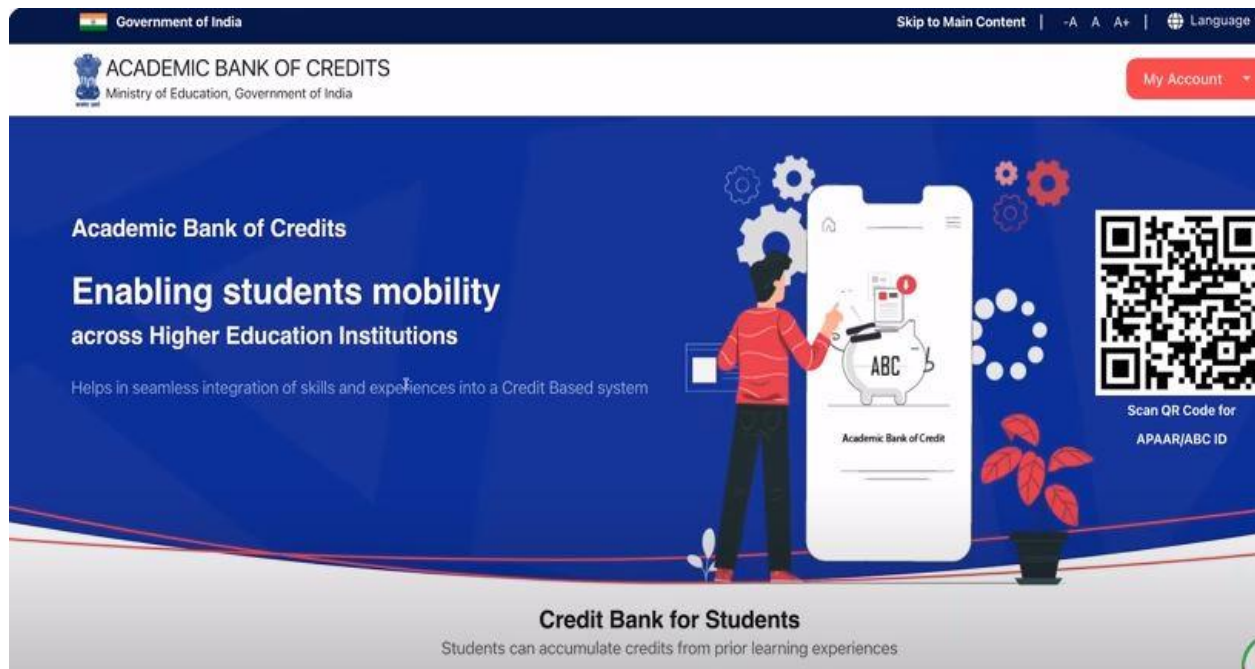 Government of India
Skip to Main Content | -A A A+ | Language
ACADEMIC BANK OF CREDITS
Ministry of Education, Government of India
My Account
Academic Bank of Credits
Enabling students mobility
across Higher Education Institutions
Helps in seamless integration of skills and experiences into a Credit Based system
ABC
Academic Bank of Credit
Scan QR Code for
APAAR/ABC ID
Credit Bank for Students
Students can accumulate credits from prior learning experiences